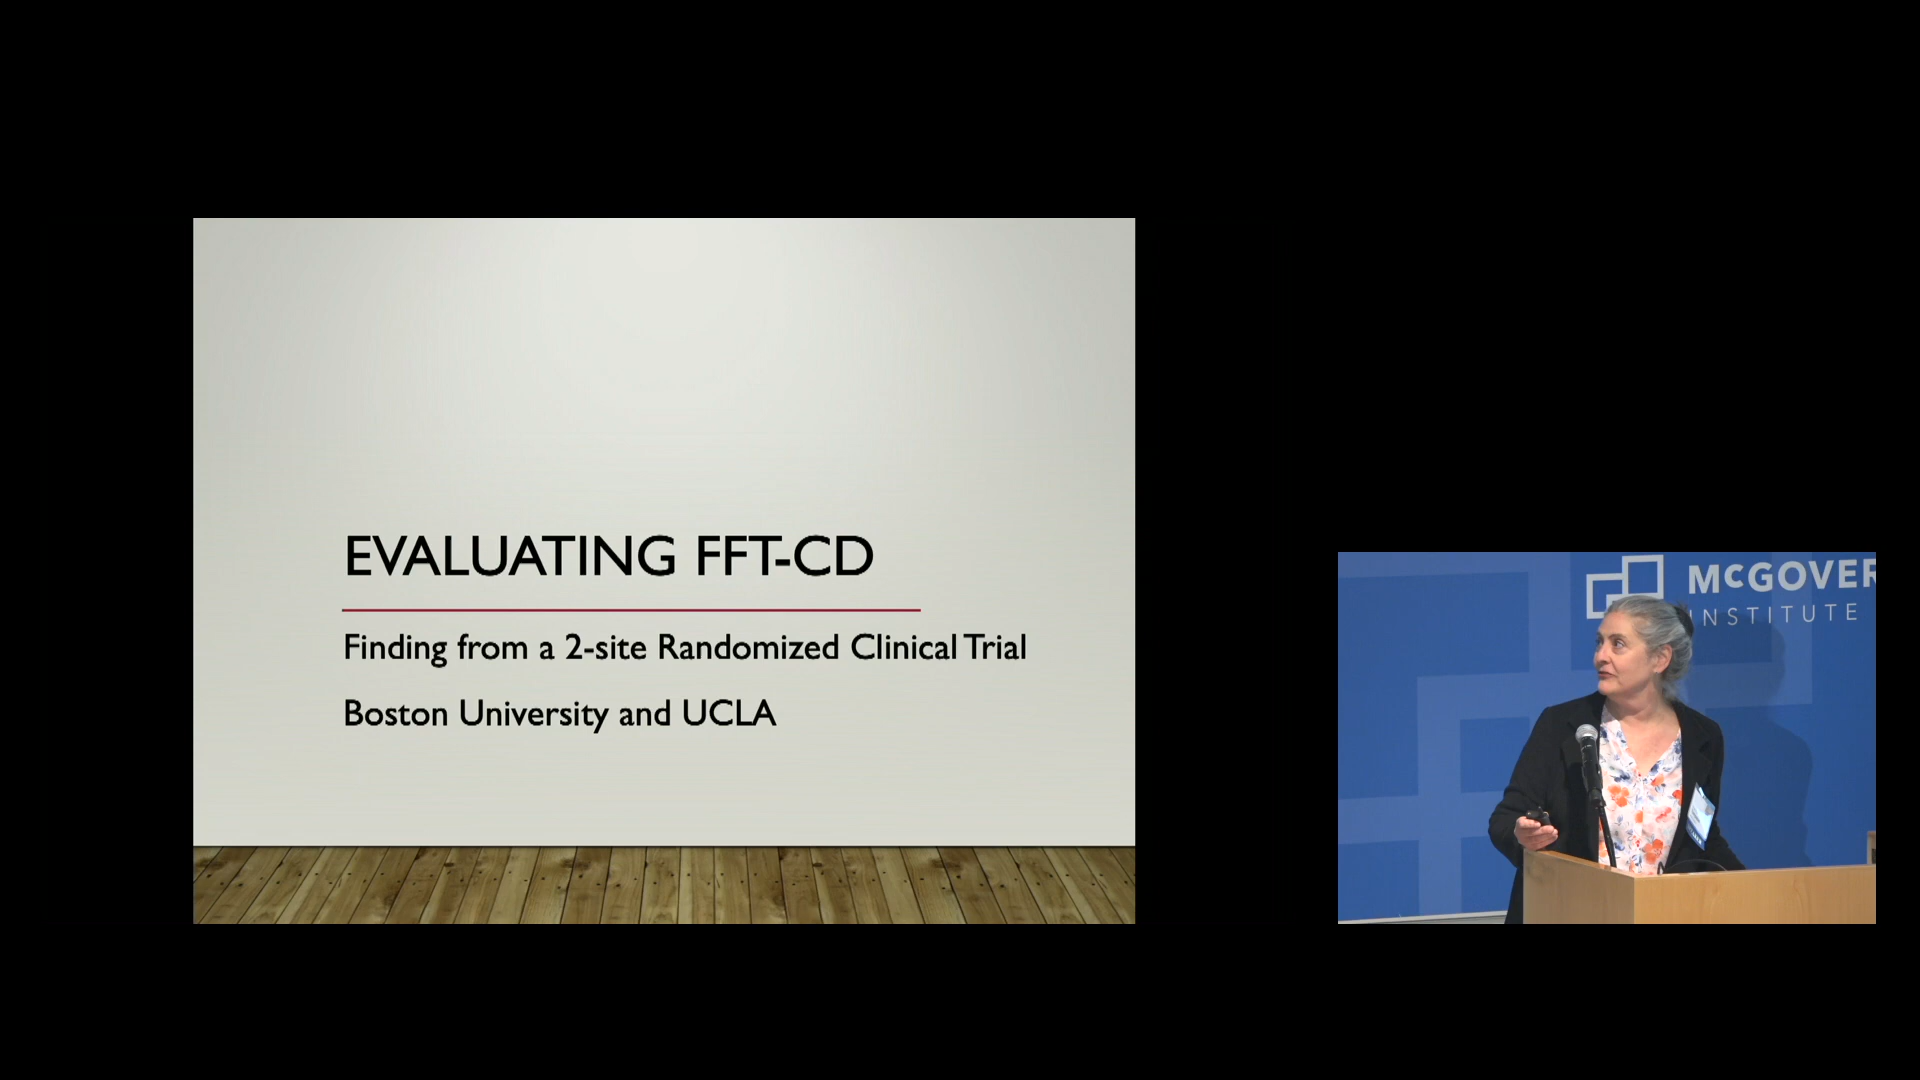 EVALUATING FFT-CD
Finding from a 2-site Randomized Clinical Trial
Boston University and UCLA
McGOVER
INSTITUTE